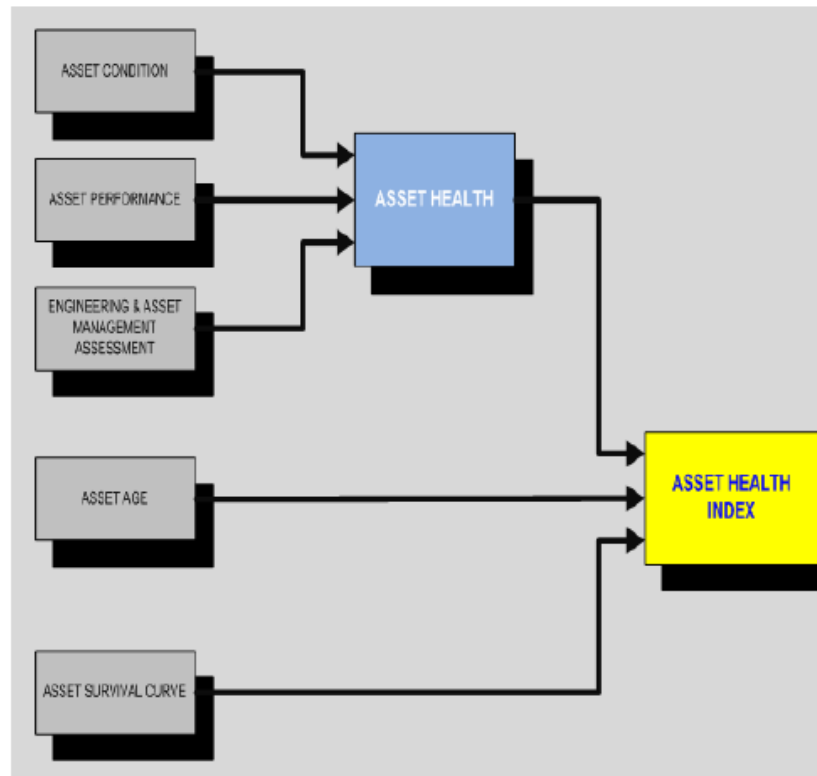 ASSET CONDITION
ASSET PERFORMANCE
ENGINEERING & ASSET
MANAGEMENT
ASSESSMENT
ASSET HEALTH
ASSET AGE
ASSET HEALTH
INDEX
ASSET SURVIVAL CURVE